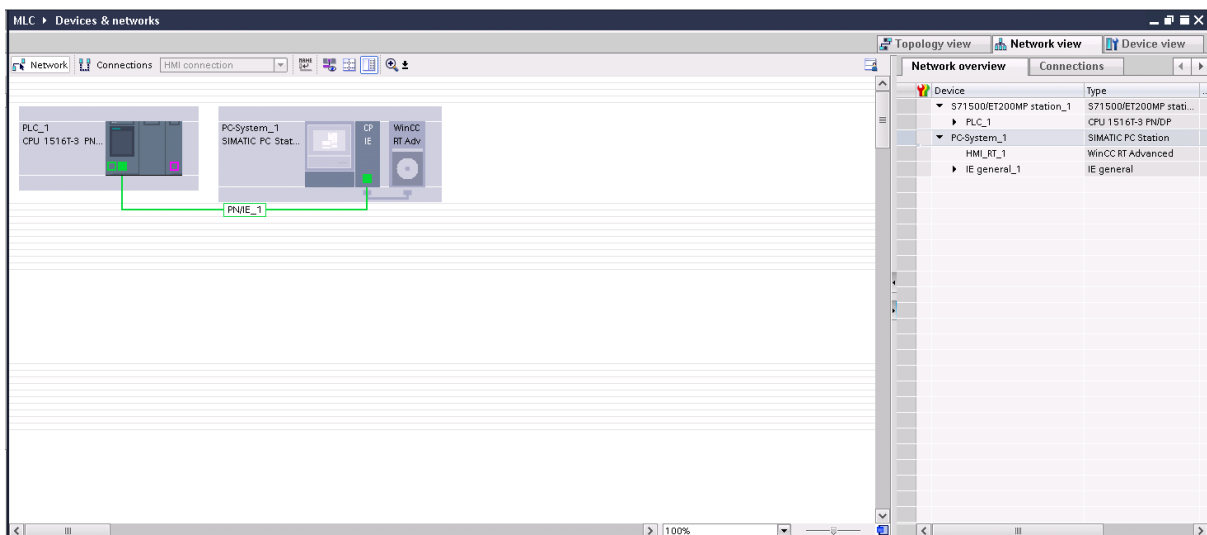 MLC ▸ Devices & networks
Topology view Network view Device view
Network Connections HMI connection
Network overview Connections
Device Type ...
S71500/ET200MP station_1 S71500/ET200MP stati...
PLC_1 CPU 1516T-3 PN/DP
PC-System_1 SIMATIC PC Station
HMI_RT_1 WinCC RT Advanced
IE general_1 IE general
PLC_1
CPU 1516T-3 PN...
PC-System_1
SIMATIC PC Stat...
CP
IE
WinCC
RT Adv
PN/IE_1
100%